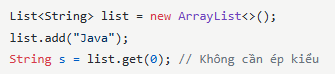 List<String> list = new ArrayList<>();
list.add("Java");
String s = list.get(0); // Không cần ép kiểu